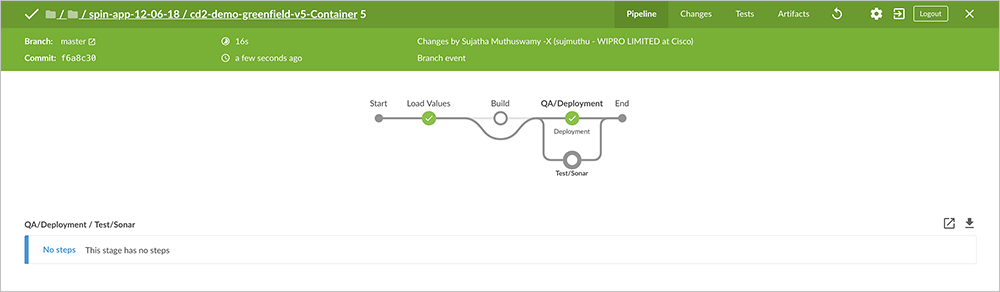 / / spin-app-12-06-18 / cd2-demo-greenfield-v5-Container 5 Pipeline Changes Tests Artifacts Logout
Branch: master 16s Changes by Sujatha Muthuswamy -X (sujmuthu - WIPRO LIMITED at Cisco)
Commit: f6a8c30 a few seconds ago Branch event
Start Load Values Build QA/Deployment End
Deployment
Test/Sonar
QA/Deployment / Test/Sonar
No steps This stage has no steps